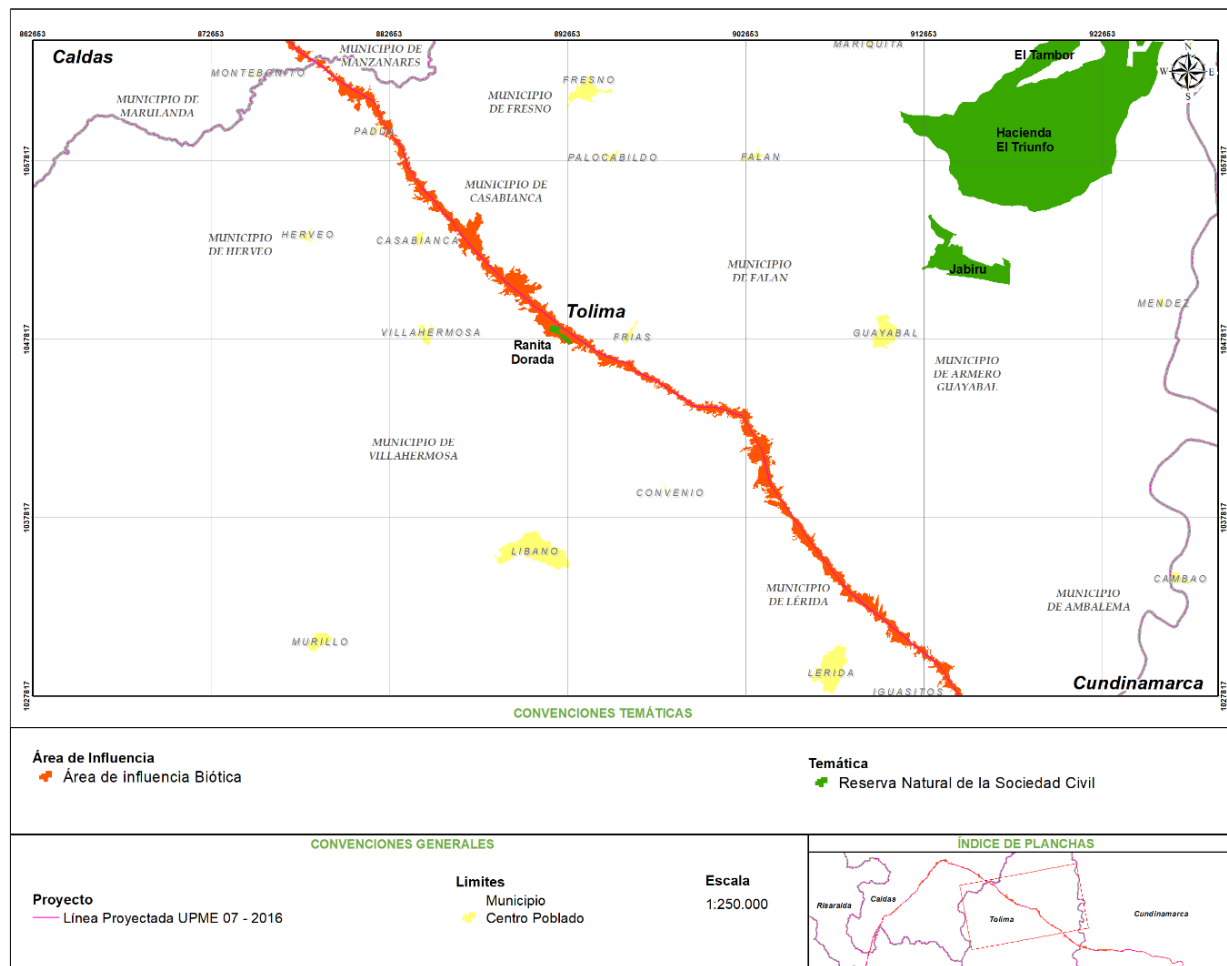 862653 872653 882653 892653 902653 912653 922653
Caldas
MUNICIPIO DE
MANZANARES
MARIQUITA
El Tambor
N
W E
S
MONTEBONITO
FRESNO
MUNICIPIO DE
MARULANDA
MUNICIPIO
DE FRESNO
PADUA
Hacienda
El Triunfo
1057817
PALOCABILDO
FALAN
1057817
MUNICIPIO DE
CASABIANCA
HERVEO
MUNICIPIO
DE HERVEO
CASABIANCA
MUNICIPIO
DE FALAN
Jabiru
MENDEZ
Tolima
VILLAHERMOSA
Ranita
Dorada
FRIAS
GUAYABAL
1047817
1047817
MUNICIPIO
DE ARMERO
GUAYABAL
MUNICIPIO DE
VILLAHERMOSA
CONVENIO
1037817
1037817
LIBANO
CAMBAO
MUNICIPIO
DE LÉRIDA
MUNICIPIO
DE AMBALEMA
MURILLO
LERIDA
IGUASITOS
Cundinamarca
1027817
1027817
CONVENCIONES TEMÁTICAS
Área de Influencia
Área de influencia Biótica
Temática
Reserva Natural de la Sociedad Civil
CONVENCIONES GENERALES
Proyecto
Línea Proyectada UPME 07 - 2016
Limites
Municipio
Centro Poblado
Escala
1:250.000
ÍNDICE DE PLANCHAS
Risaralda
Caldas
Tolima
Cundinamarca